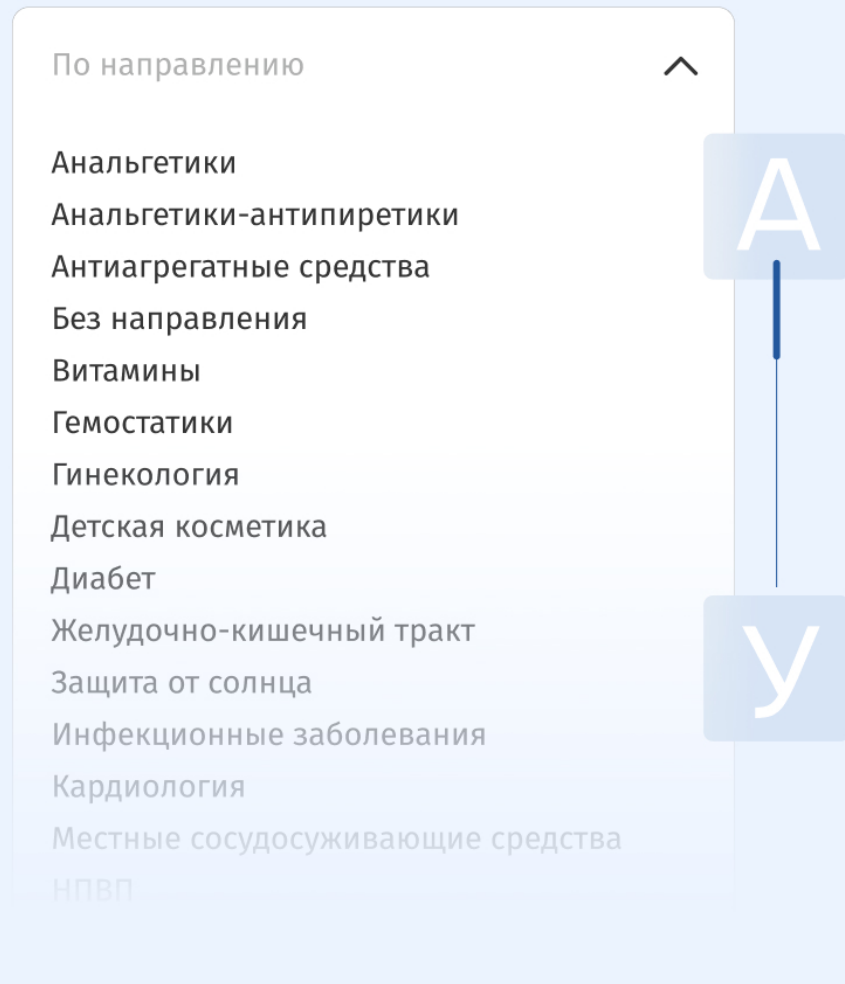 По направлению
Анальгетики
Анальгетики-антипиретики
Антиагрегатные средства
Без направления
Витамины
Гемостатики
Гинекология
Детская косметика
Диабет
Желудочно-кишечный тракт
Защита от солнца
Инфекционные заболевания
Кардиология
Местные сосудосуживающие средства
НПВП
А
У